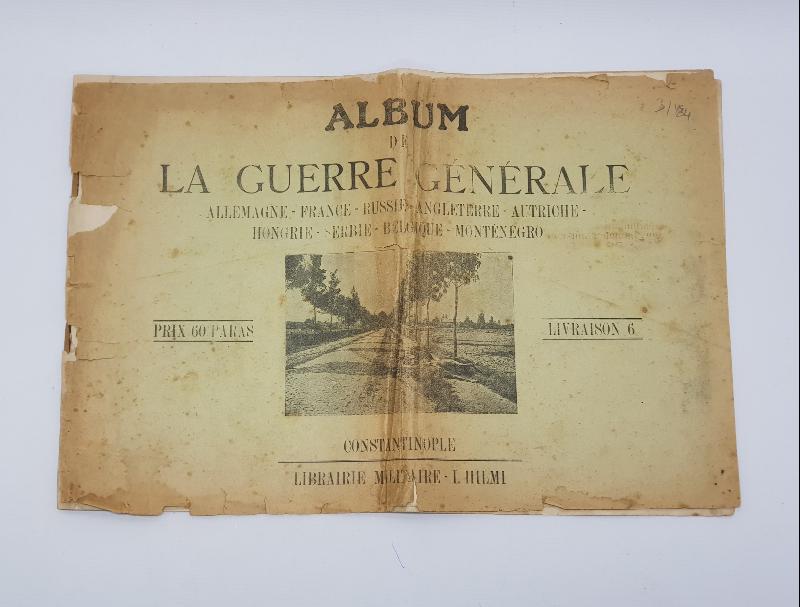 ALBUM
DE
LA GUERRE GÉNÉRALE
ALLEMAGNE - FRANCE - RUSSIE - ANGLETERRE - AUTRICHE -
HONGRIE - SERBIE - BELGIQUE - MONTÉNÉGRO
PRIX 60 PARAS
LIVRAISON 6
CONSTANTINOPLE
LIBRAIRIE MILITAIRE - I. HILMI